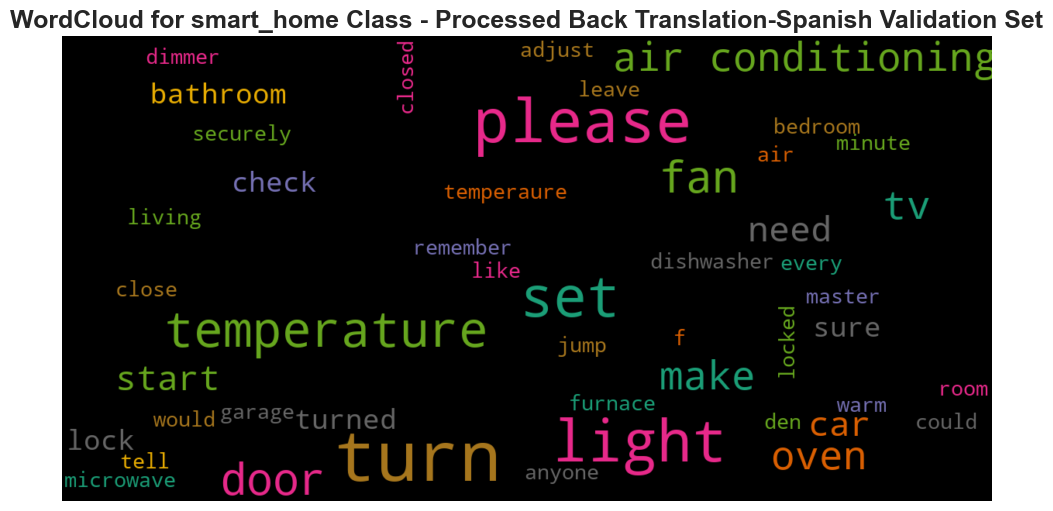 WordCloud for smart_home Class - Processed Back Translation-Spanish Validation Set
dimmer
closed
adjust
air conditioning
bathroom
leave
please
securely
bedroom
minute
air
check
temperaure
fan
living
tv
remember
need
like
dishwasher
every
close
set
master
temperature
locked
sure
jump
f
start
make
room
furnace
would
garage
turned
warm
den
car
could
lock
light
tell
turn
oven
microwave
door
anyone